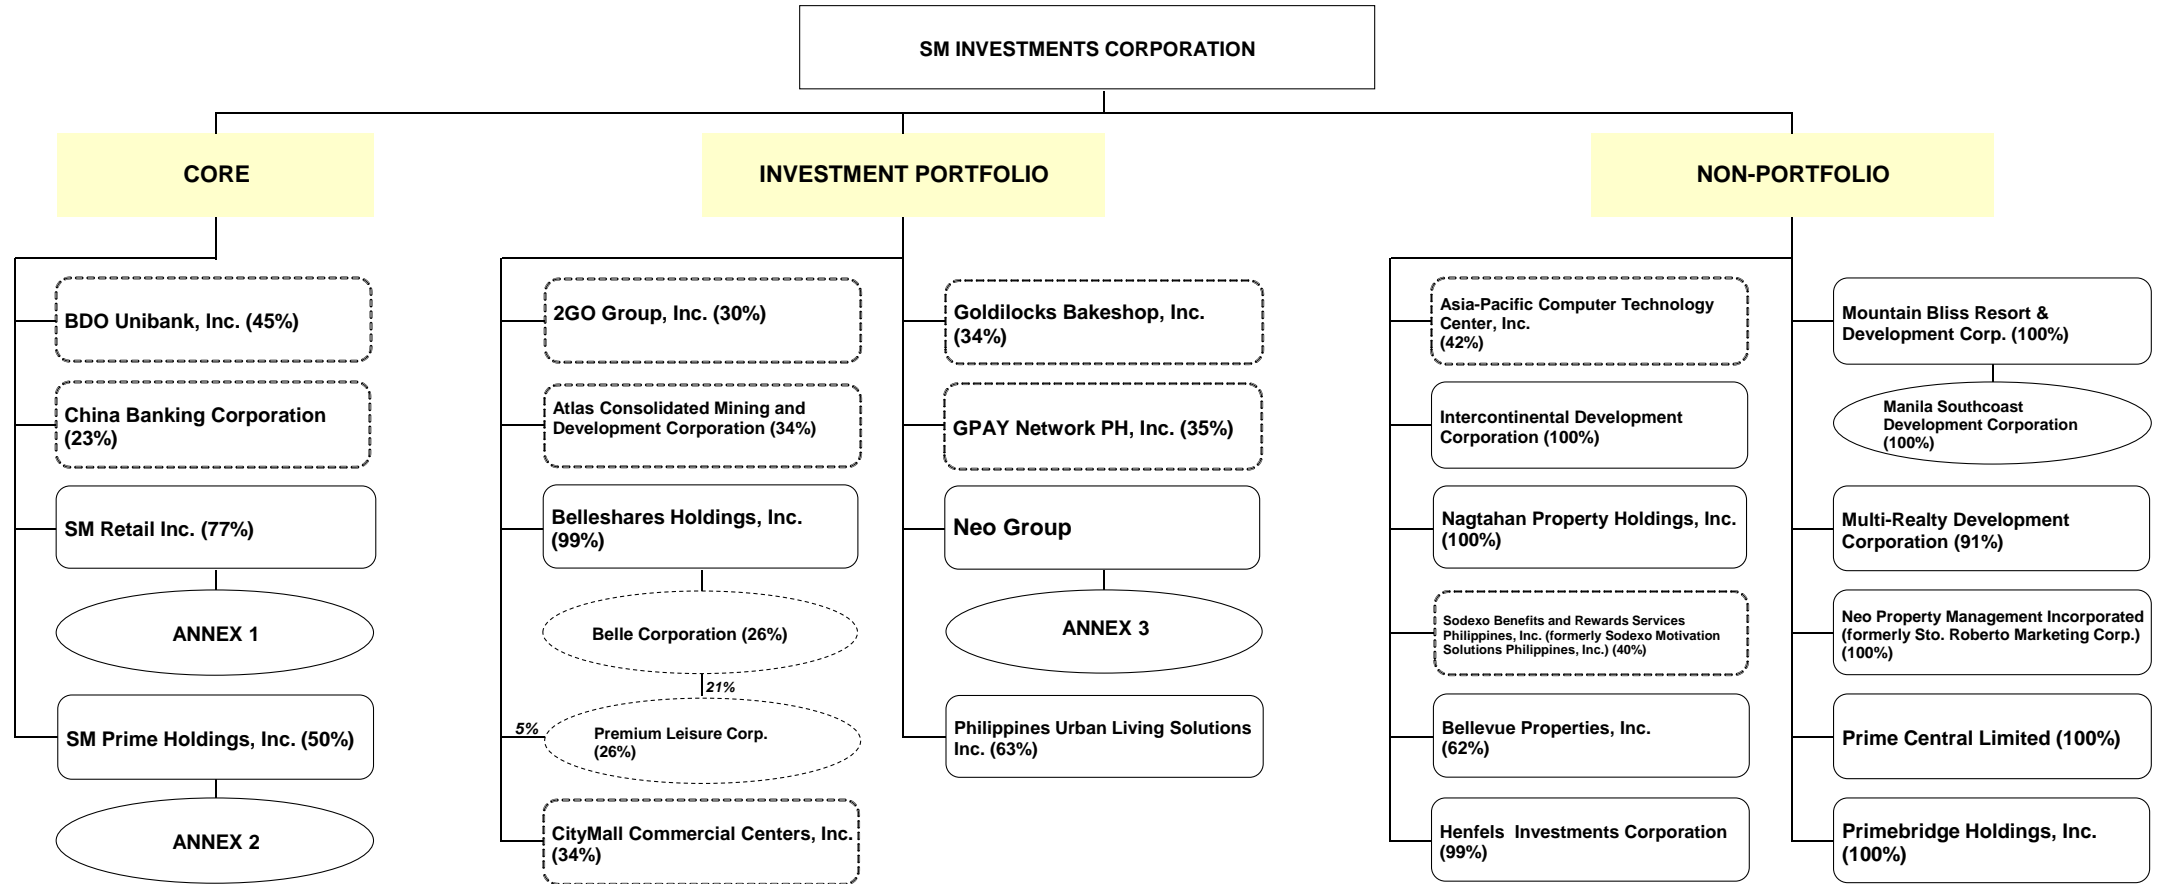 SM INVESTMENTS CORPORATION
CORE
BDO Unibank, Inc. (45%)
China Banking Corporation
(23%)
SM Retail Inc. (77%)
ANNEX 1
SM Prime Holdings, Inc. (50%)
ANNEX 2
INVESTMENT PORTFOLIO
2GO Group, Inc. (30%)
Atlas Consolidated Mining and
Development Corporation (34%)
Belleshares Holdings, Inc.
(99%)
Belle Corporation (26%)
21%
5%
Premium Leisure Corp.
(26%)
CityMall Commercial Centers, Inc.
(34%)
Goldilocks Bakeshop, Inc.
(34%)
GPAY Network PH, Inc. (35%)
Neo Group
ANNEX 3
Philippines Urban Living Solutions
Inc. (63%)
NON-PORTFOLIO
Asia-Pacific Computer Technology
Center, Inc.
(42%)
Intercontinental Development
Corporation (100%)
Nagtahan Property Holdings, Inc.
(100%)
Sodexo Benefits and Rewards Services
Philippines, Inc. (formerly Sodexo Motivation
Solutions Philippines, Inc.) (40%)
Bellevue Properties, Inc.
(62%)
Henfels  Investments Corporation
(99%)
Mountain Bliss Resort &
Development Corp. (100%)
Manila Southcoast
Development Corporation
(100%)
Multi-Realty Development
Corporation (91%)
Neo Property Management Incorporated
(formerly Sto. Roberto Marketing Corp.)
(100%)
Prime Central Limited (100%)
Primebridge Holdings, Inc.
(100%)